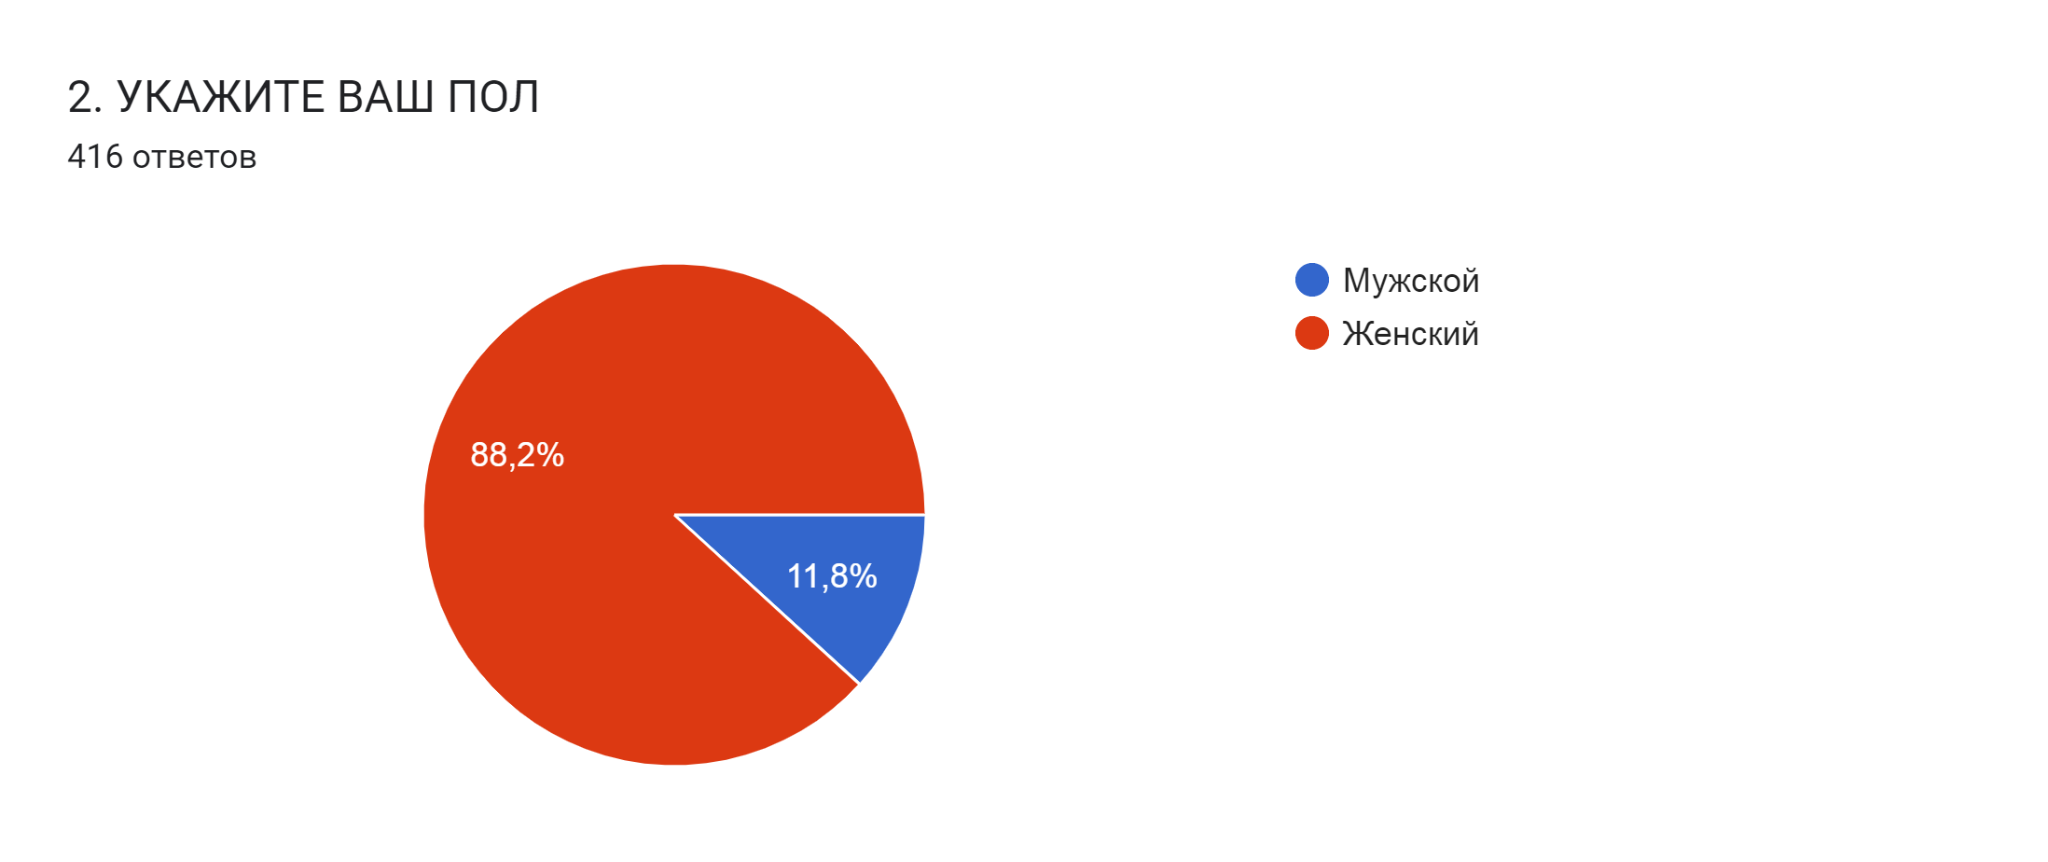 2. УКАЖИТЕ ВАШ ПОЛ
416 ответов
Мужской
Женский
88,2%
11,8%